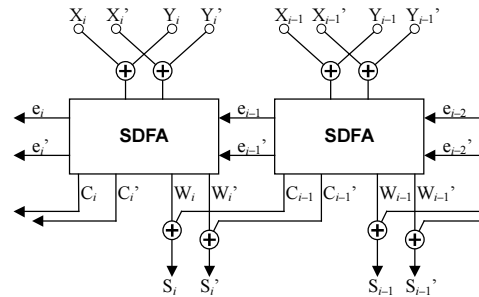 Xᵢ Xᵢ’ Yᵢ Yᵢ’ Xᵢ₋₁ Xᵢ₋₁’ Yᵢ₋₁ Yᵢ₋₁’
+ + + +
eᵢ SDFA eᵢ₋₁ SDFA eᵢ₋₂
eᵢ’ eᵢ₋₁’ eᵢ₋₂’
Cᵢ Cᵢ’ Wᵢ Wᵢ’ Cᵢ₋₁ Cᵢ₋₁’ Wᵢ₋₁ Wᵢ₋₁’
+ + + +
Sᵢ Sᵢ’ Sᵢ₋₁ Sᵢ₋₁’